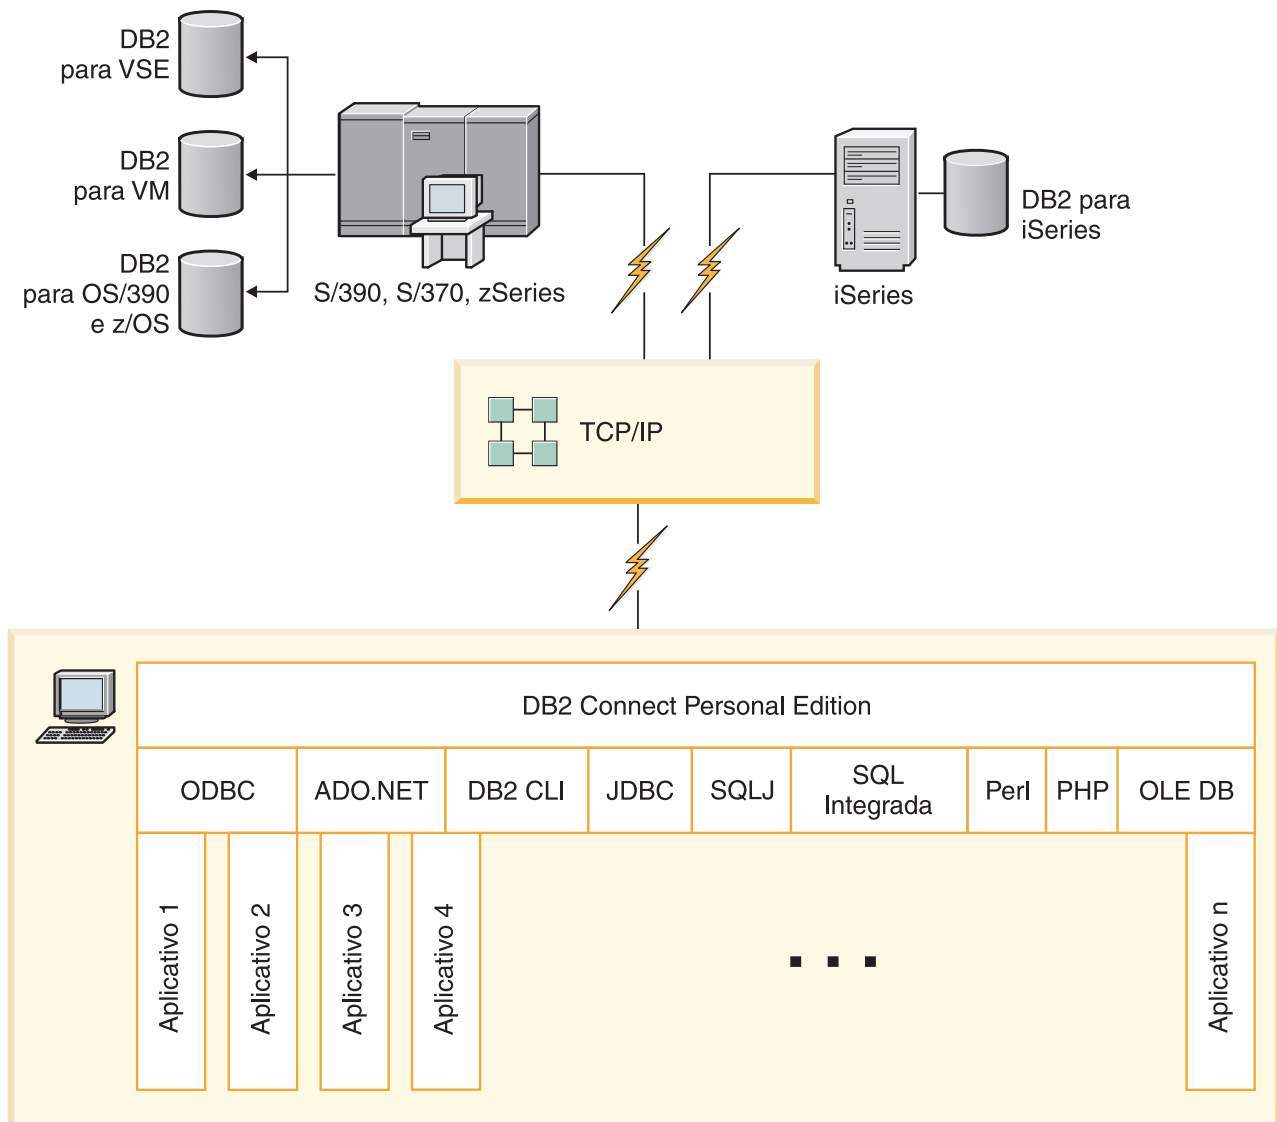 DB2
para VSE
DB2
para VM
DB2
para OS/390
e z/OS
S/390, S/370, zSeries
iSeries
DB2 para
iSeries
TCP/IP
DB2 Connect Personal Edition
ODBC
ADO.NET
DB2 CLI
JDBC
SQLJ
SQL
Integrada
Perl
PHP
OLE DB
Aplicativo 1
Aplicativo 2
Aplicativo 3
Aplicativo 4
. . .
Aplicativo n